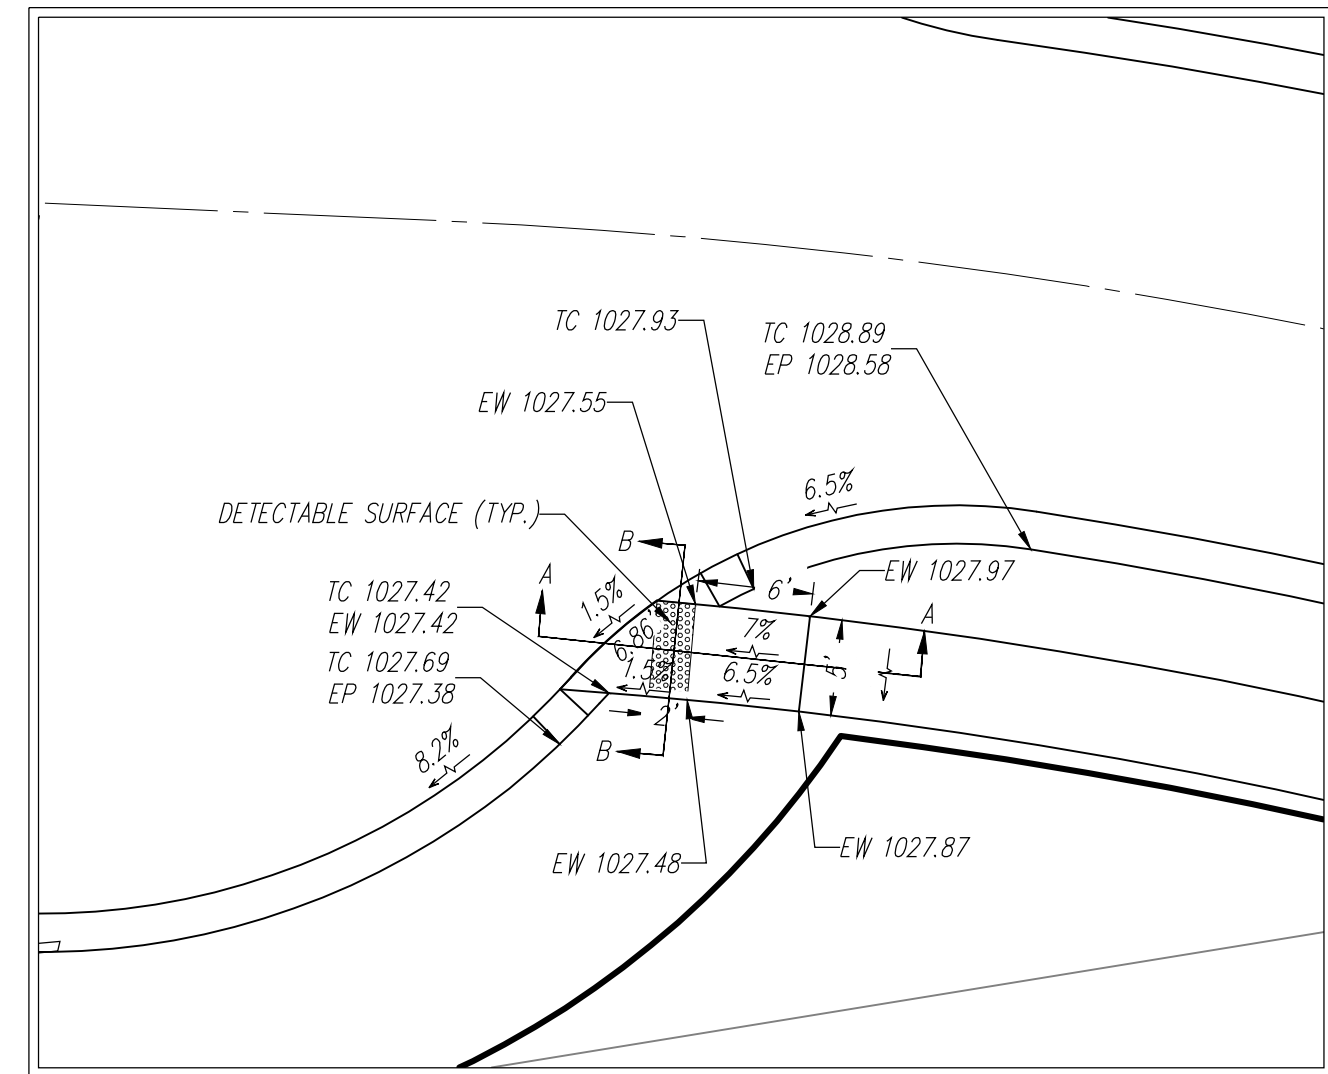 TC 1027.93
TC 1028.89
EP 1028.58
EW 1027.55
6.5%
DETECTABLE SURFACE (TYP.)
B
A
1.5%
6'
EW 1027.97
TC 1027.42
EW 1027.42
6.86'
7%
A
TC 1027.69
EP 1027.38
1.5%
6.5%
5'
2'
8.2%
B
EW 1027.48
EW 1027.87